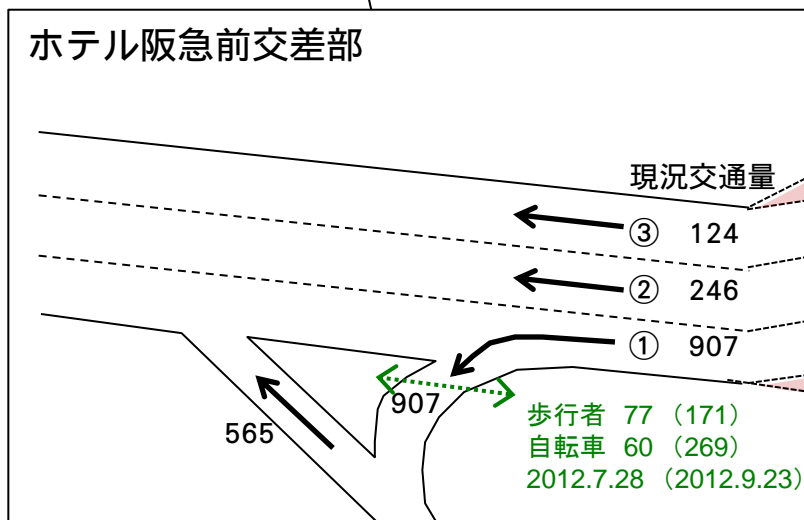 ホテル阪急前交差部
現況交通量
③ 124
② 246
① 907
907
565
歩行者 77 （171）
自転車 60 （269）
2012.7.28 （2012.9.23）